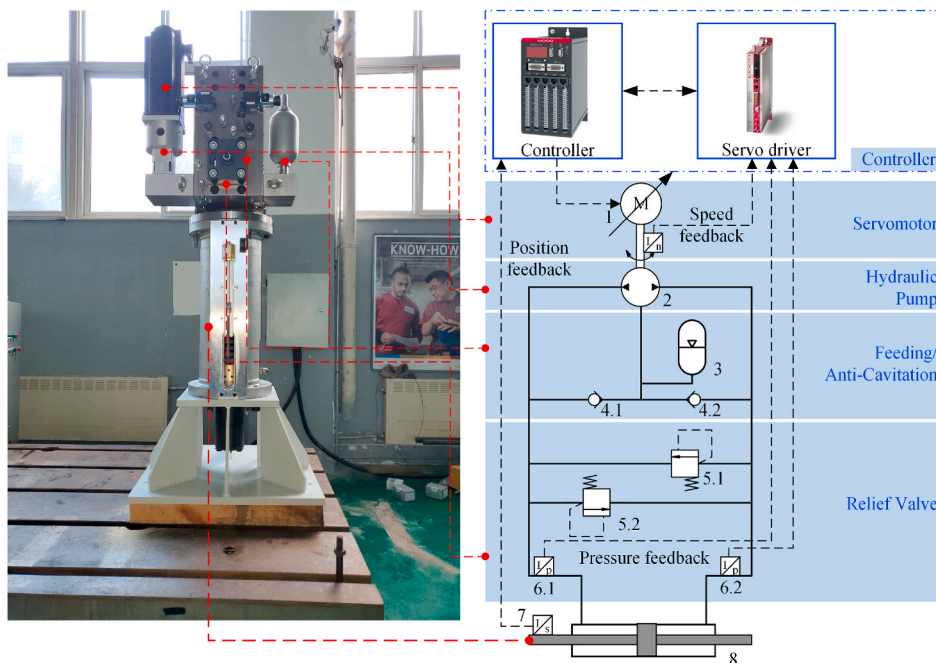 KNOW-HOW
MOOG
Controller
Servo driver
Controller
M
1
Speed
feedback
n
Servomotor
Position
feedback
2
Hydraulic
Pump
3
Feeding/
Anti-Cavitation
4.1
4.2
5.1
5.2
Relief Valve
Pressure feedback
p
p
6.1
6.2
7
s
8